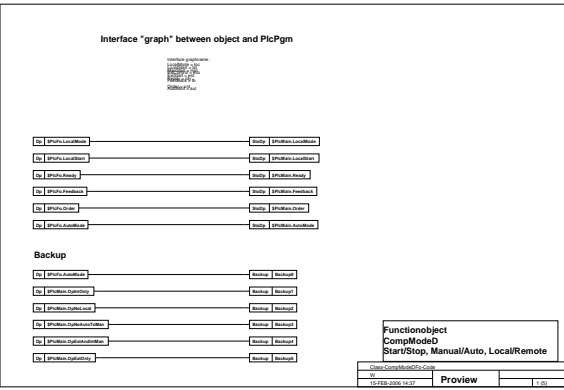 Interface "graph" between object and PlcPgm
Interface graphname:
Dp $PlcFo.LocalMode StoDp $PlcMain.LocalMode
Dp $PlcFo.LocalStart StoDp $PlcMain.LocalStart
Dp $PlcFo.Ready StoDp $PlcMain.Ready
Dp $PlcFo.Feedback StoDp $PlcMain.Feedback
Dp $PlcFo.Order StoDp $PlcMain.Order
Dp $PlcFo.AutoMode StoDp $PlcMain.AutoMode
Backup
Dp $PlcFo.AutoMode Backup Backup0
Dp $PlcMain.OpIntOnly Backup Backup1
Dp $PlcMain.OpNoLocal Backup Backup2
Dp $PlcMain.OpNoAutoToMan Backup Backup3
Dp $PlcMain.OpExtAndIntMan Backup Backup4
Dp $PlcMain.OpExtOnly Backup Backup5
Functionobject
CompModeD
Start/Stop, Manual/Auto, Local/Remote
Class-CompModeDFo-Code
W
15-FEB-2006 14:37 Proview 1 (5)